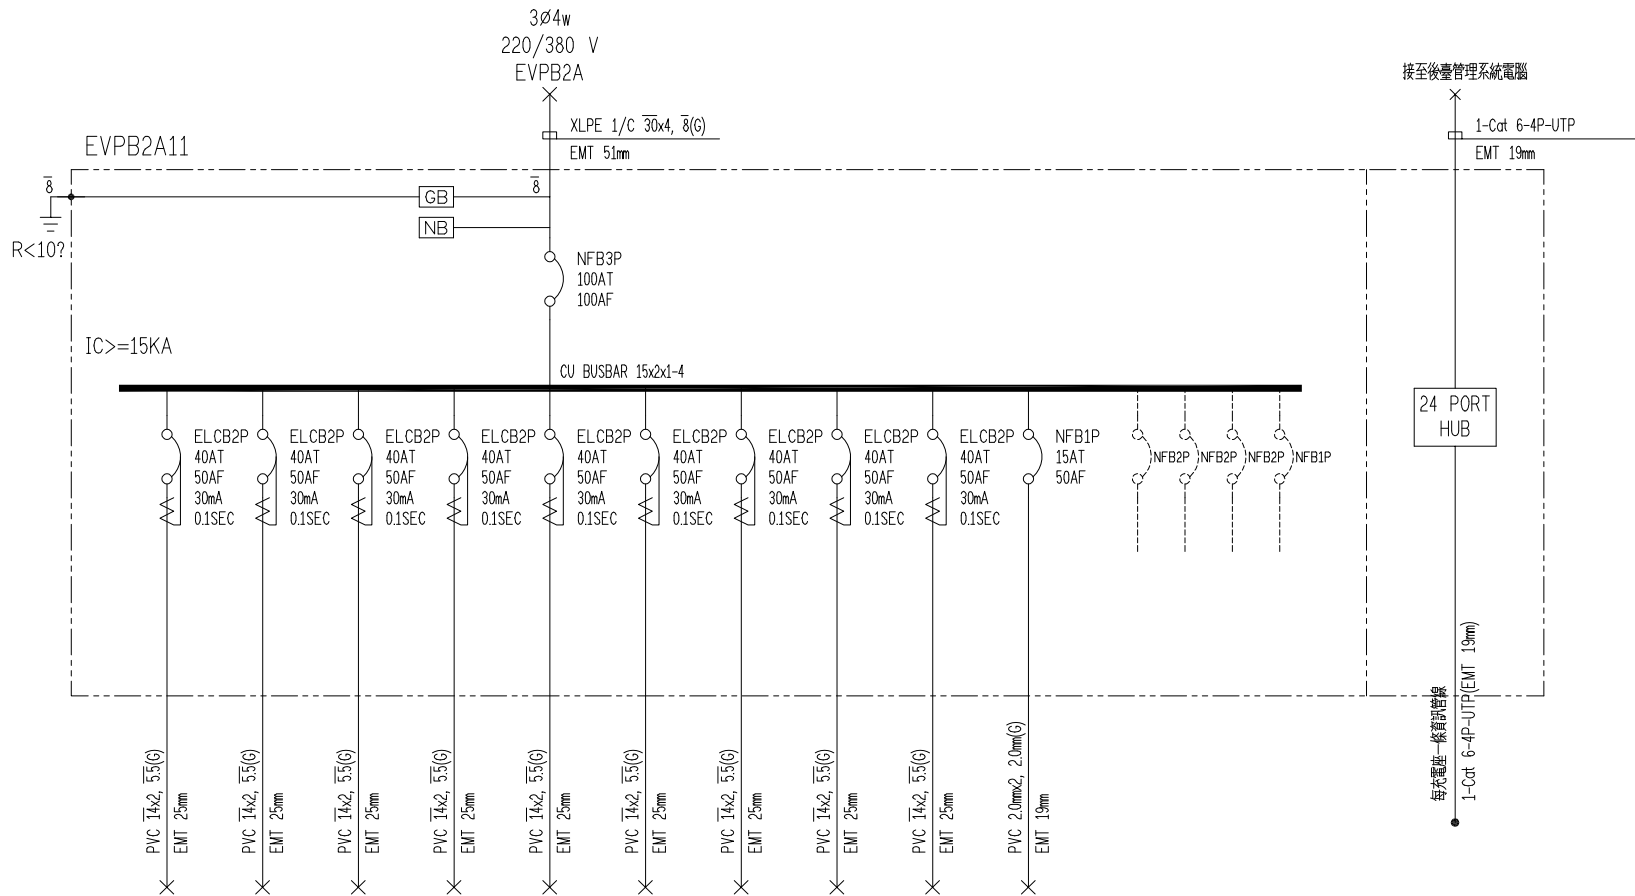 3Ø4w
220/380 V
EVPB2A
接至後臺管理系統電腦
XLPE 1/C 30x4, 8(G)
EMT 51mm
1-Cat 6-4P-UTP
EMT 19mm
EVPB2A11
8
GB
8
NB
R<10?
NFB3P
100AT
100AF
IC>=15KA
CU BUSBAR 15x2x1-4
24 PORT
HUB
ELCB2P
40AT
50AF
30mA
0.1SEC
ELCB2P
40AT
50AF
30mA
0.1SEC
ELCB2P
40AT
50AF
30mA
0.1SEC
ELCB2P
40AT
50AF
30mA
0.1SEC
ELCB2P
40AT
50AF
30mA
0.1SEC
ELCB2P
40AT
50AF
30mA
0.1SEC
ELCB2P
40AT
50AF
30mA
0.1SEC
ELCB2P
40AT
50AF
30mA
0.1SEC
ELCB2P
40AT
50AF
30mA
0.1SEC
NFB1P
15AT
50AF
NFB2P
NFB2P
NFB2P
NFB1P
PVC 14x2, 5.5(G)
EMT 25mm
PVC 14x2, 5.5(G)
EMT 25mm
PVC 14x2, 5.5(G)
EMT 25mm
PVC 14x2, 5.5(G)
EMT 25mm
PVC 14x2, 5.5(G)
EMT 25mm
PVC 14x2, 5.5(G)
EMT 25mm
PVC 14x2, 5.5(G)
EMT 25mm
PVC 14x2, 5.5(G)
EMT 25mm
PVC 14x2, 5.5(G)
EMT 25mm
PVC 2.0mmx2, 2.0mm(G)
EMT 19mm
每充電座一條資訊管線
1-Cat 6-4P-UTP(EMT 19mm)